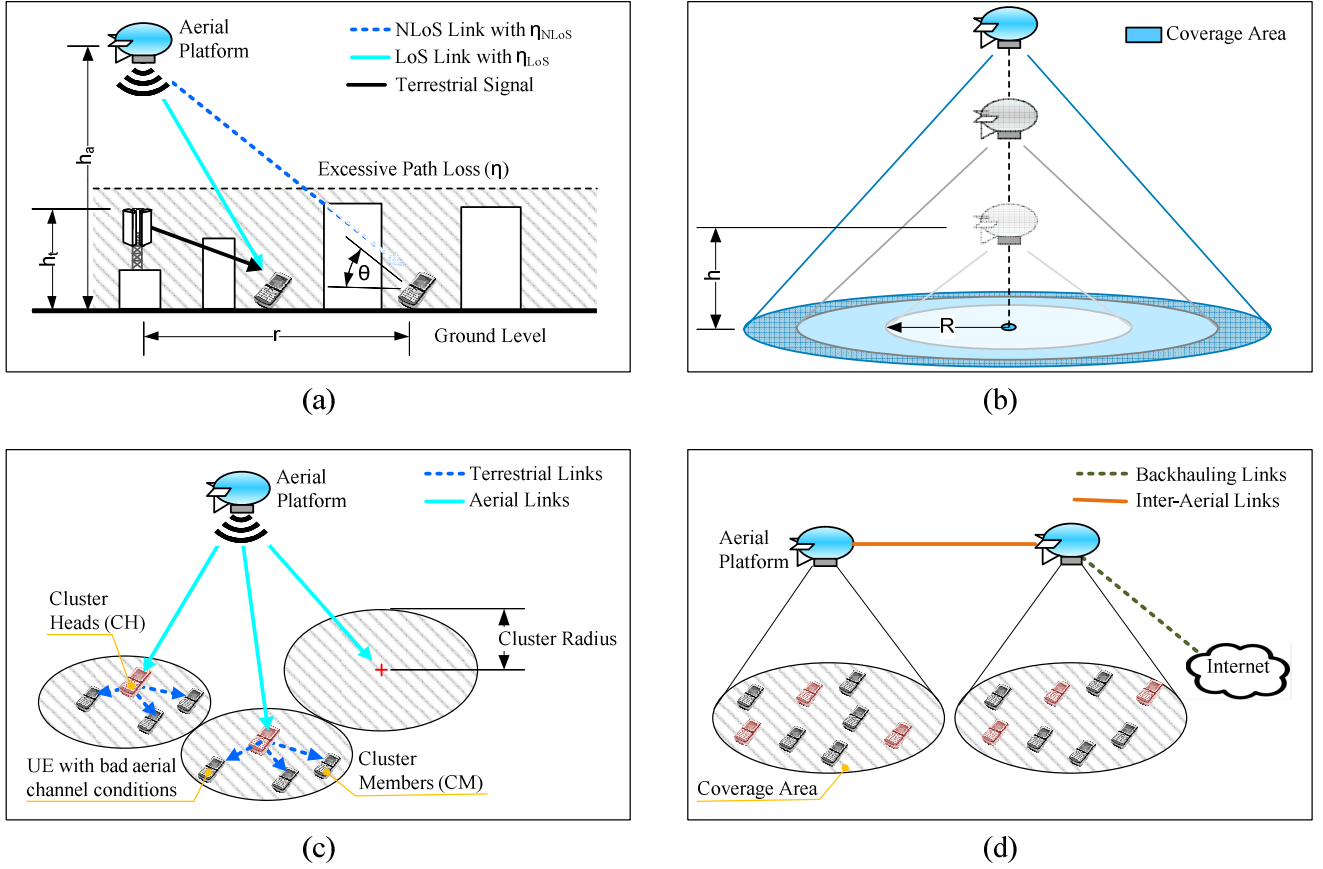 Aerial
Platform
NLoS Link with ηNLoS
LoS Link with ηLoS
Terrestrial Signal
ha
Excessive Path Loss (η)
ht
θ
r
Ground Level
(a)
Coverage Area
h
R
(b)
Aerial
Platform
Terrestrial Links
Aerial Links
Cluster
Heads (CH)
Cluster Radius
UE with bad aerial
channel conditions
Cluster
Members (CM)
(c)
Backhauling Links
Inter-Aerial Links
Aerial
Platform
Internet
Coverage Area
(d)